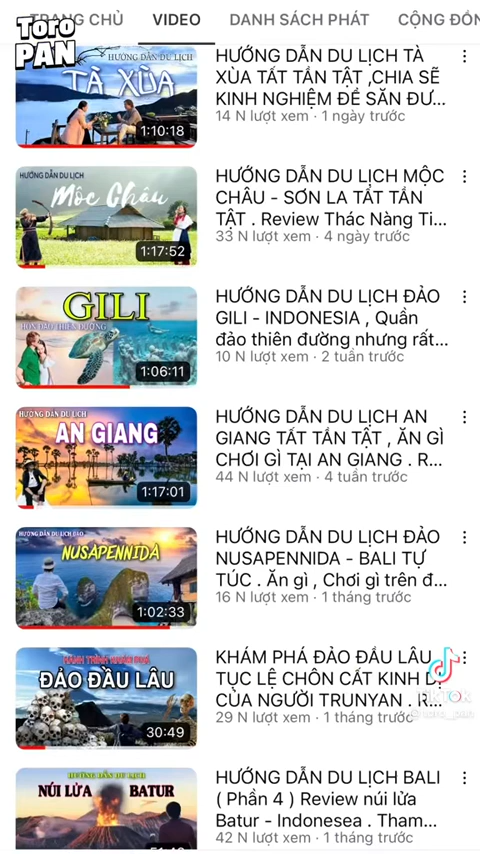 TRANG CHỦ VIDEO DANH SÁCH PHÁT CỘNG ĐỒN
Toro
PAN
HƯỚNG DẪN DU LỊCH
TÀ XÙA
1:10:18
HƯỚNG DẪN DU LỊCH TÀ
XÙA TẤT TẦN TẬT ,CHIA SẼ
KINH NGHIỆM ĐỂ SĂN ĐƯ...
14 N lượt xem · 1 ngày trước
HƯỚNG DẪN DU LỊCH
Mộc Châu
1:17:52
HƯỚNG DẪN DU LỊCH MỘC
CHÂU - SƠN LA TẤT TẦN
TẬT . Review Thác Nàng Ti...
33 N lượt xem · 4 ngày trước
GILI
HÒN ĐẢO THIÊN ĐƯỜNG
1:06:11
HƯỚNG DẪN DU LỊCH ĐẢO
GILI - INDONESIA , Quần
đảo thiên đường nhưng rất...
10 N lượt xem · 2 tuần trước
HƯỚNG DẪN DU LỊCH
AN GIANG
1:17:01
HƯỚNG DẪN DU LỊCH AN
GIANG TẤT TẦN TẬT , ĂN GÌ
CHƠI GÌ TẠI AN GIANG . R...
44 N lượt xem · 4 tuần trước
HƯỚNG DẪN DU LỊCH ĐẢO
NUSAPENNIDA
1:02:33
HƯỚNG DẪN DU LỊCH ĐẢO
NUSAPENNIDA - BALI TỰ
TÚC . Ăn gì , Chơi gì trên đ...
16 N lượt xem · 1 tháng trước
ĐẢO ĐẦU LÂU
30:49
KHÁM PHÁ ĐẢO ĐẦU LÂU ,
TỤC LỆ CHÔN CẤT KINH DỊ
CỦA NGƯỜI TRUNYAN . R...
29 N lượt xem · 1 tháng trước
TikTok
@toro_pan
HƯỚNG DẪN DU LỊCH
NÚI LỬA BATUR
HƯỚNG DẪN DU LỊCH BALI
( Phần 4 ) Review núi lửa
Batur - Indonesea . Tham...
42 N lượt xem · 1 tháng trước